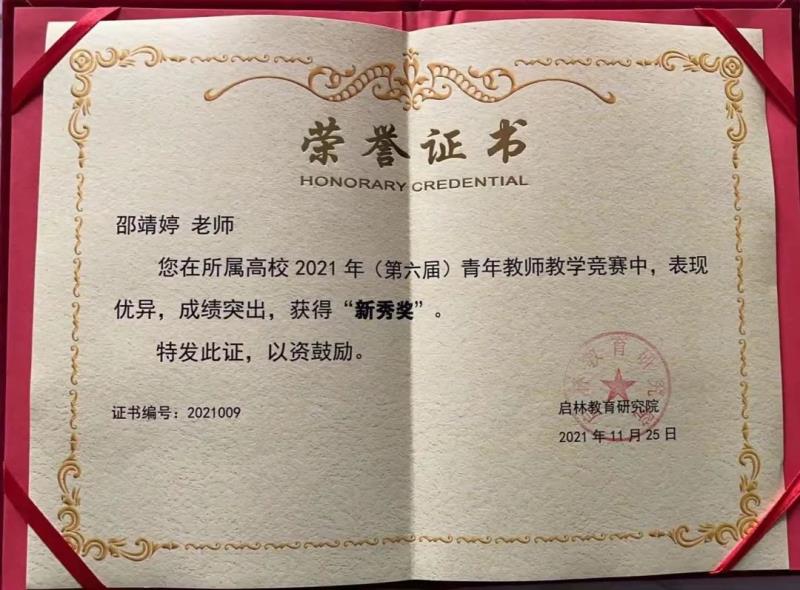 荣誉证书
HONORARY CREDENTIAL
邵靖婷 老师
您在所属高校 2021 年（第六届）青年教师教学竞赛中，表现
优异，成绩突出，获得“新秀奖”。
特发此证，以资鼓励。
证书编号：2021009
启林教育研究院
启林教育研究院
2021 年 11 月 25 日